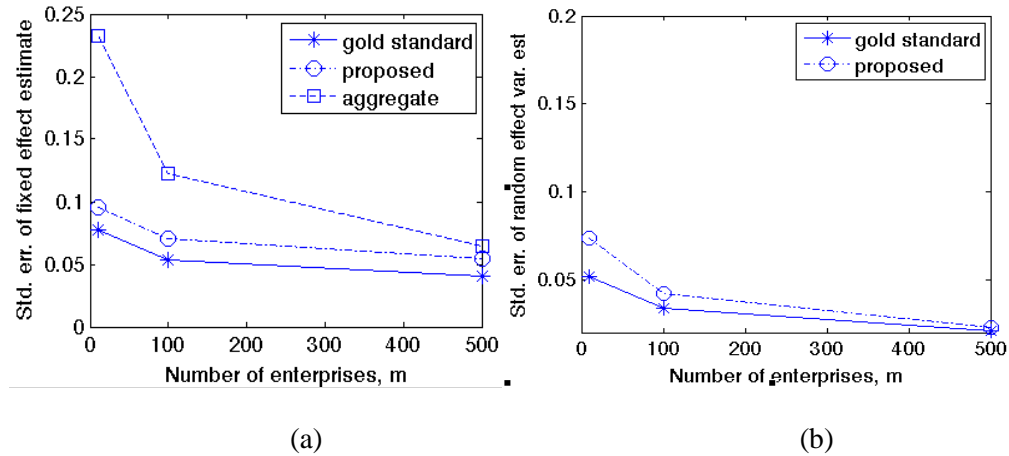 0.25
0.2
0.15
0.1
0.05
0
Std. err. of fixed effect estimate
gold standard
proposed
aggregate
0 100 200 300 400 500
Number of enterprises, m
(a)
0.2
0.15
0.1
0.05
Std. err. of random effect var. est
gold standard
proposed
0 100 200 300 400 500
Number of enterprises, m
(b)